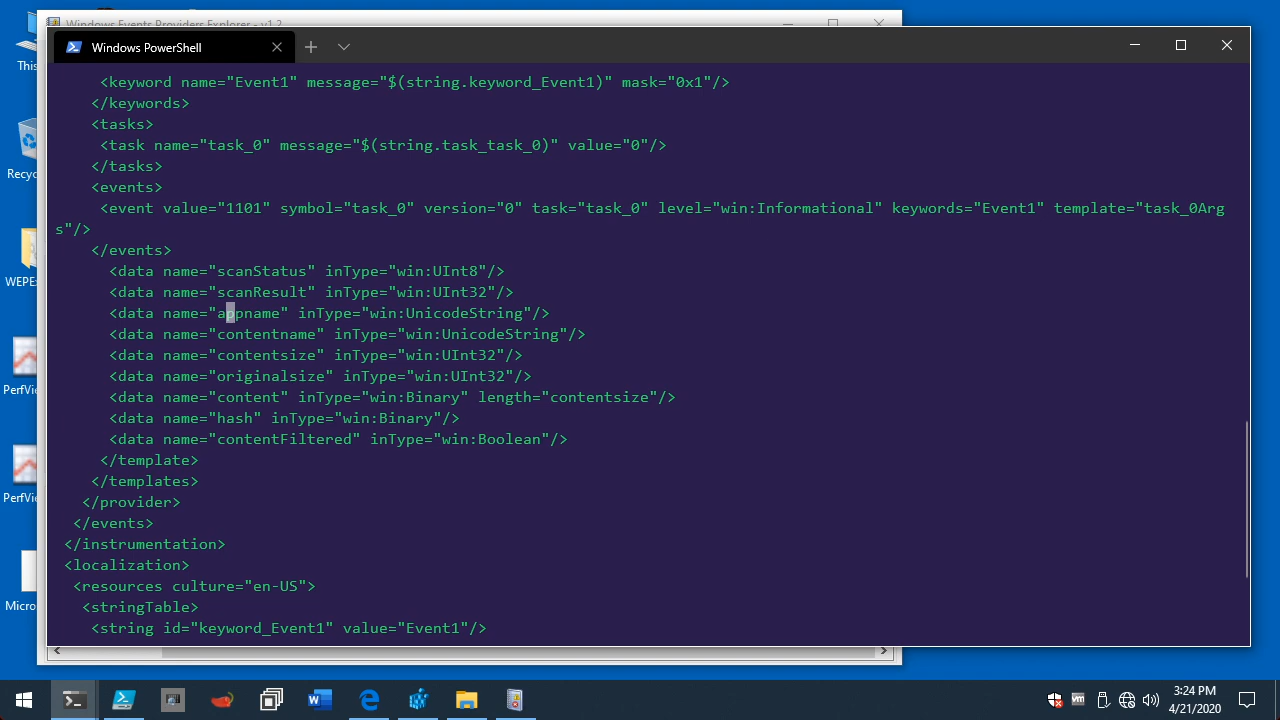 Windows Events Providers Explorer - v1.2
Windows PowerShell
<keyword name="Event1" message="$(string.keyword_Event1)" mask="0x1"/>
</keywords>
<tasks>
<task name="task_0" message="$(string.task_task_0)" value="0"/>
</tasks>
<events>
<event value="1101" symbol="task_0" version="0" task="task_0" level="win:Informational" keywords="Event1" template="task_0Arg
s"/>
</events>
<data name="scanStatus" inType="win:UInt8"/>
<data name="scanResult" inType="win:UInt32"/>
<data name="appname" inType="win:UnicodeString"/>
<data name="contentname" inType="win:UnicodeString"/>
<data name="contentsize" inType="win:UInt32"/>
<data name="originalsize" inType="win:UInt32"/>
<data name="content" inType="win:Binary" length="contentsize"/>
<data name="hash" inType="win:Binary"/>
<data name="contentFiltered" inType="win:Boolean"/>
</template>
</templates>
</provider>
</events>
</instrumentation>
<localization>
<resources culture="en-US">
<stringTable>
<string id="keyword_Event1" value="Event1"/>
This
Recyc
WEPEx
PerfVie
PerfVie
Micros
3:24 PM
4/21/2020